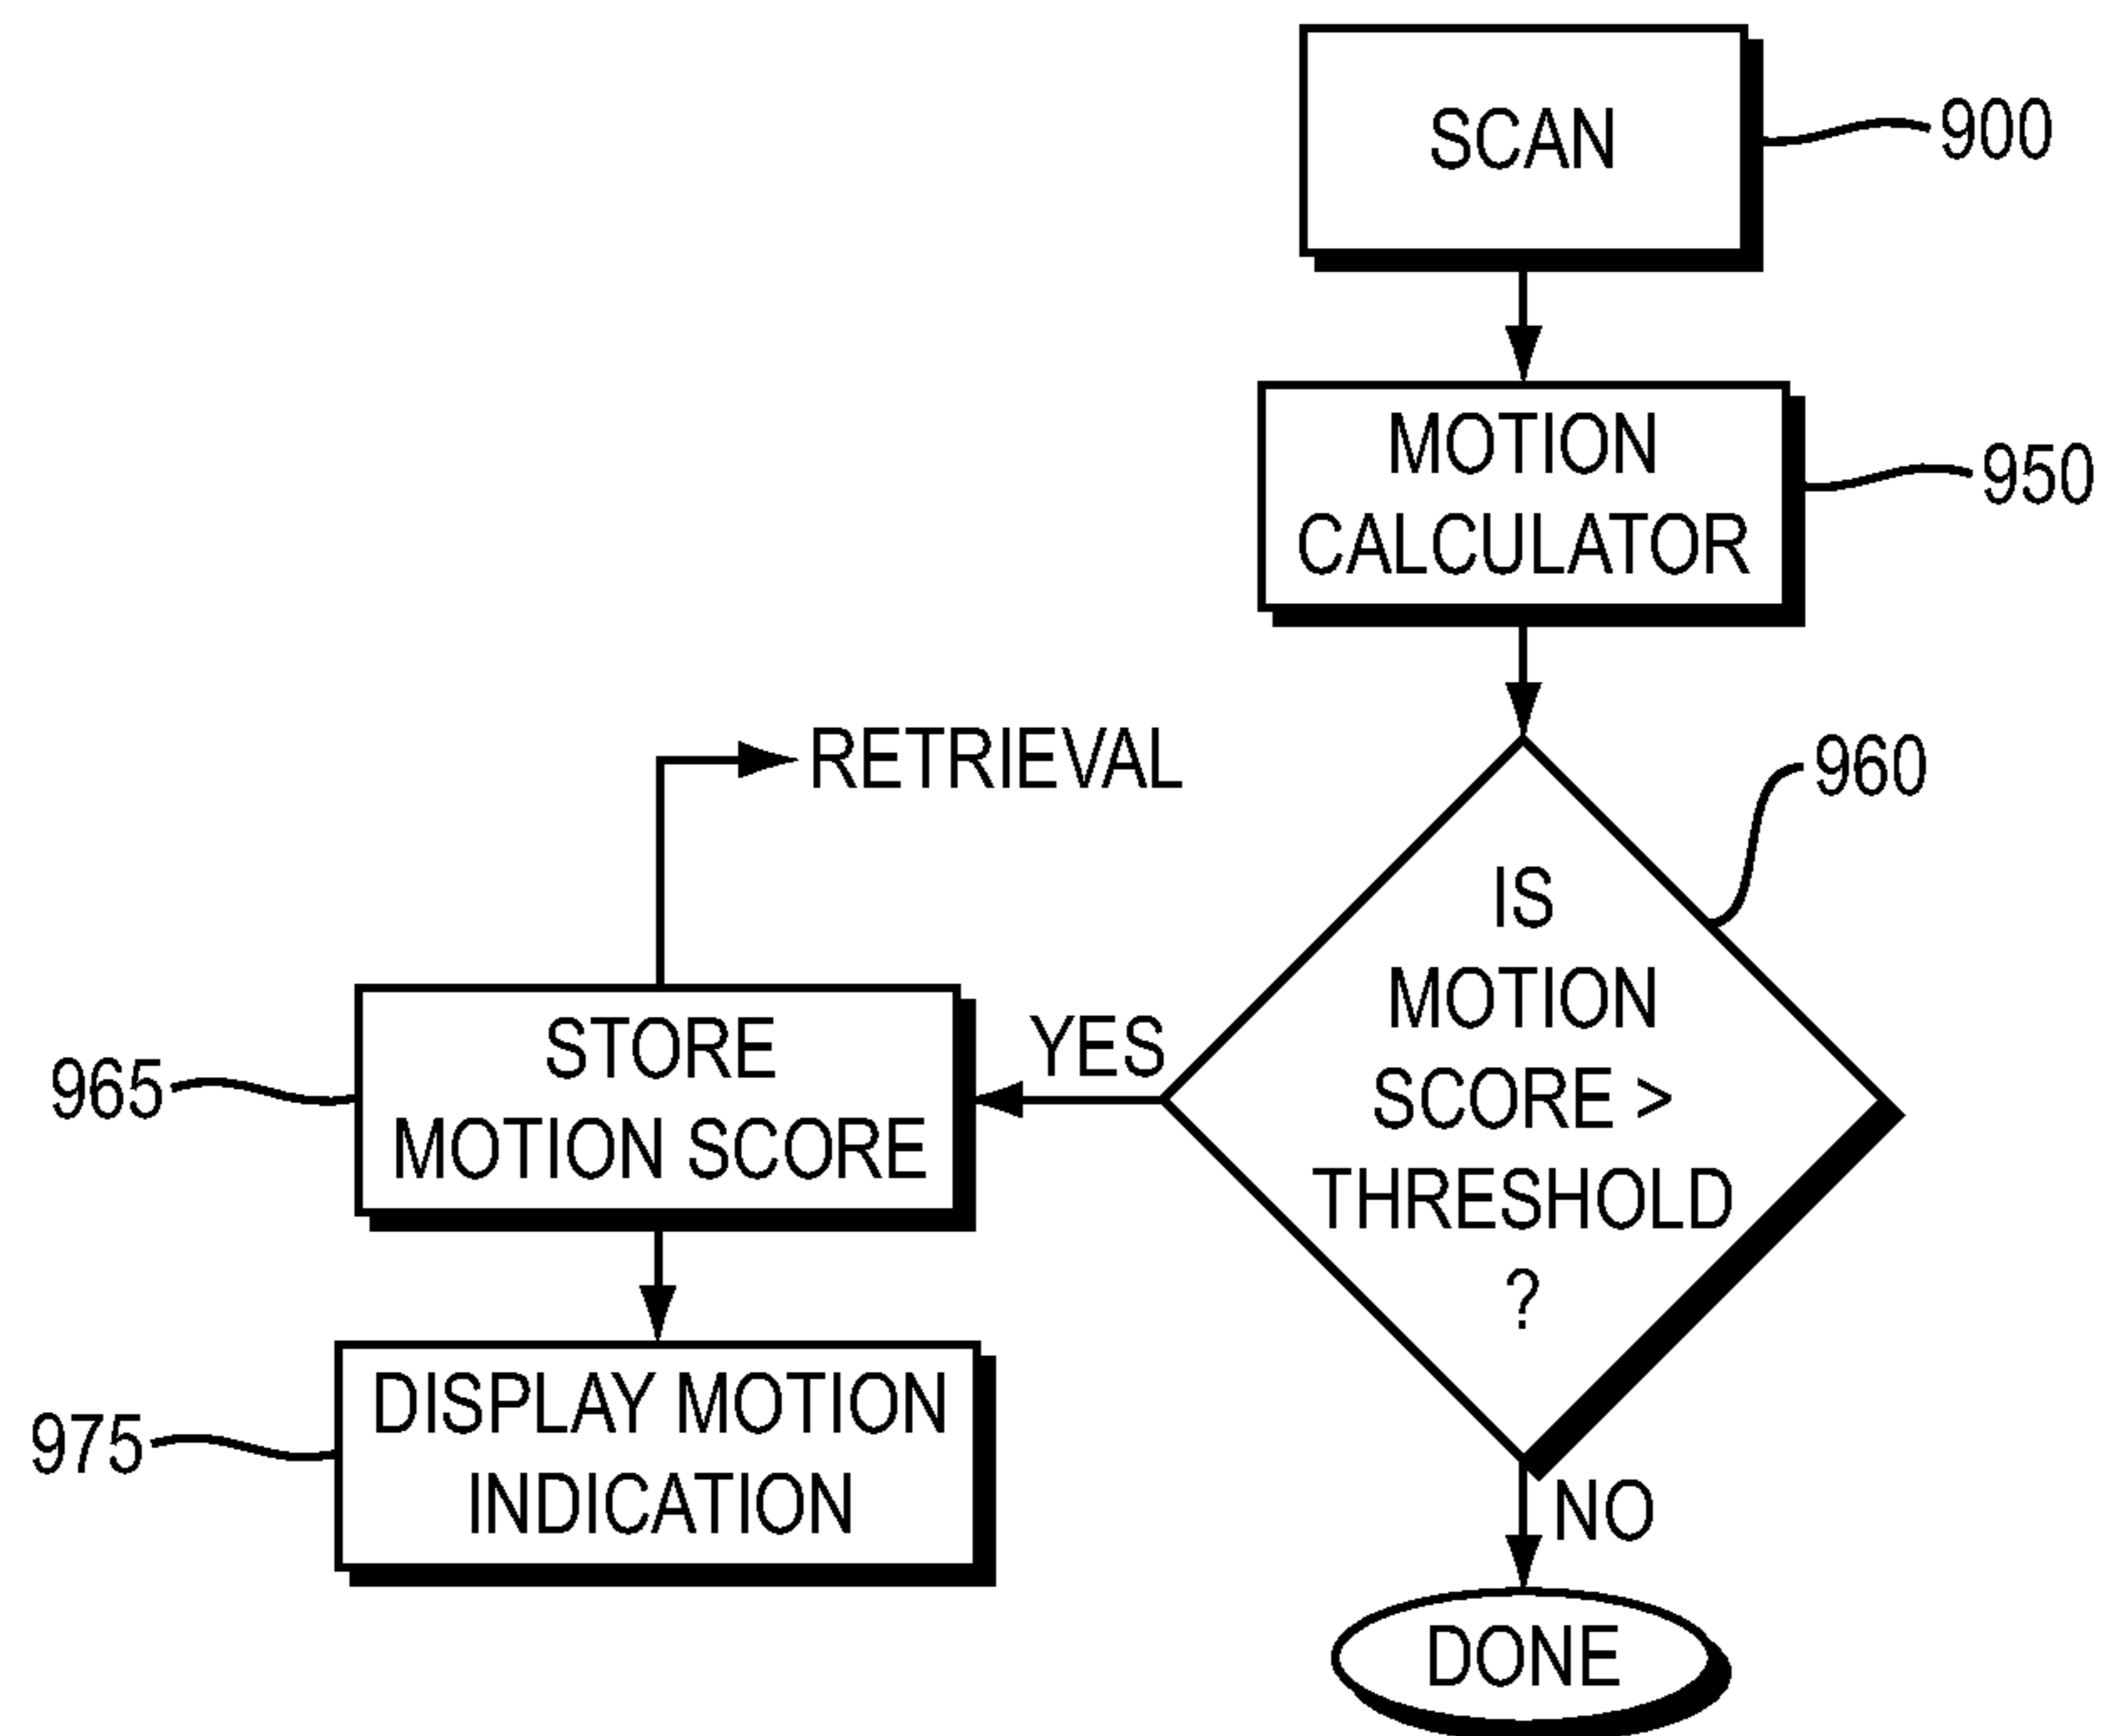 SCAN
900
MOTION
CALCULATOR
950
RETRIEVAL
960
IS
MOTION
SCORE >
THRESHOLD
?
YES
STORE
MOTION SCORE
965
DISPLAY MOTION
INDICATION
975
NO
DONE